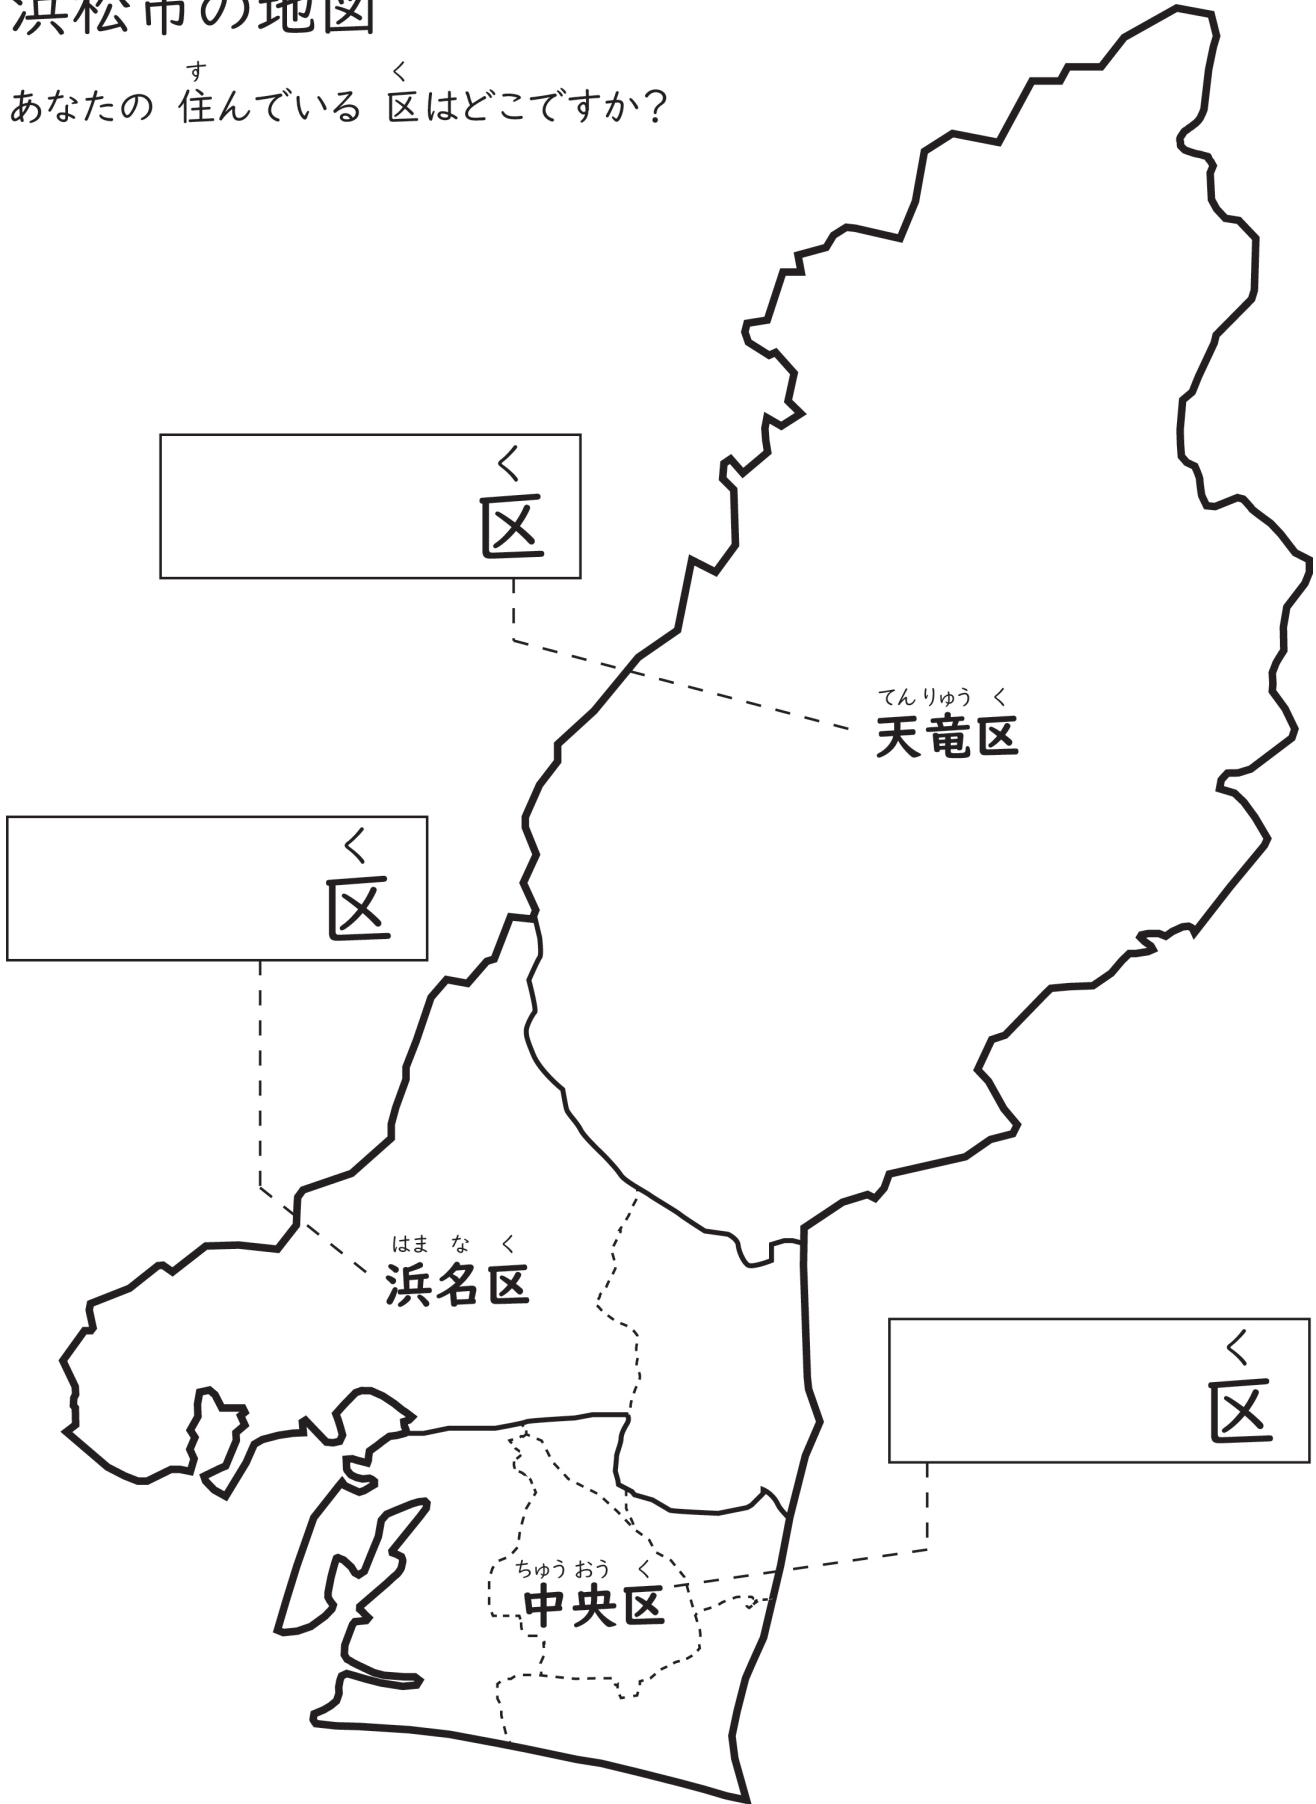 浜松市の地図
す く
あなたの 住んでいる 区はどこですか?
く
区
てんりゅう く
天竜区
く
区
はま な く
浜名区
く
区
ちゅうおう く
中央区